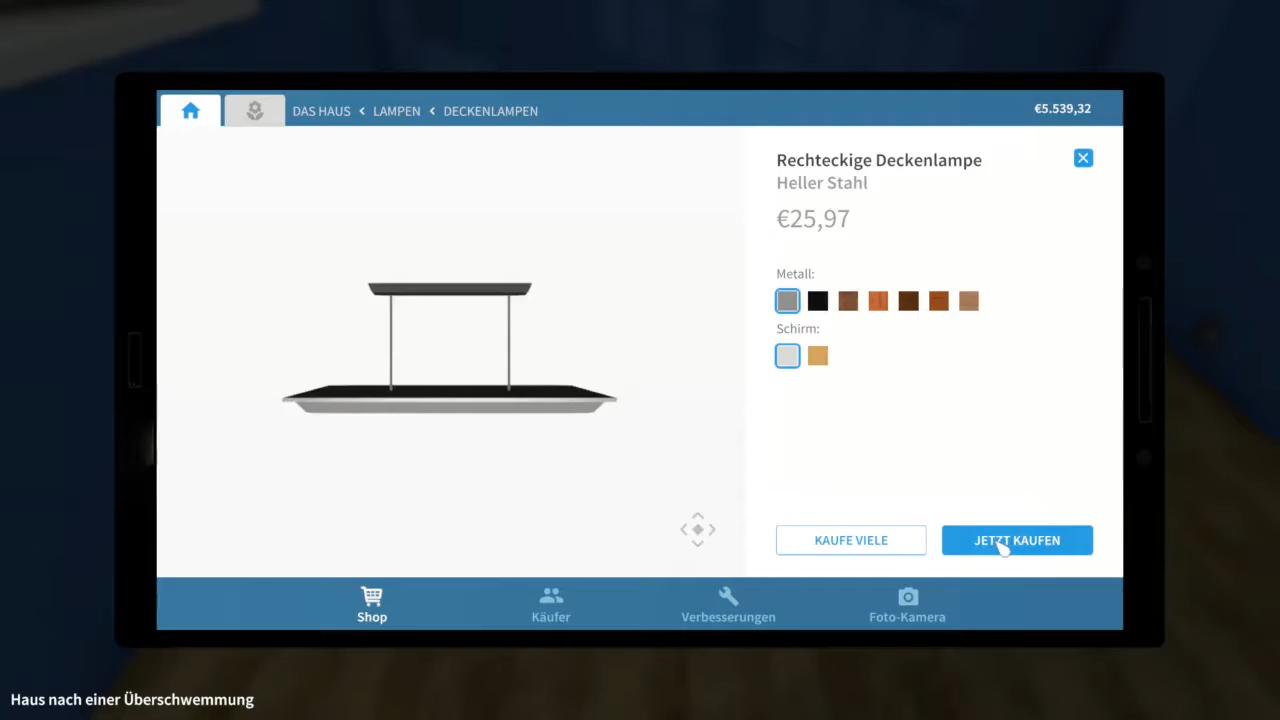 DAS HAUS < LAMPEN < DECKENLAMPEN
€5.539,32
Rechteckige Deckenlampe
Heller Stahl
€25,97
Metall:
Schirm:
KAUFE VIELE
JETZT KAUFEN
Shop
Käufer
Verbesserungen
Foto-Kamera
Haus nach einer Überschwemmung